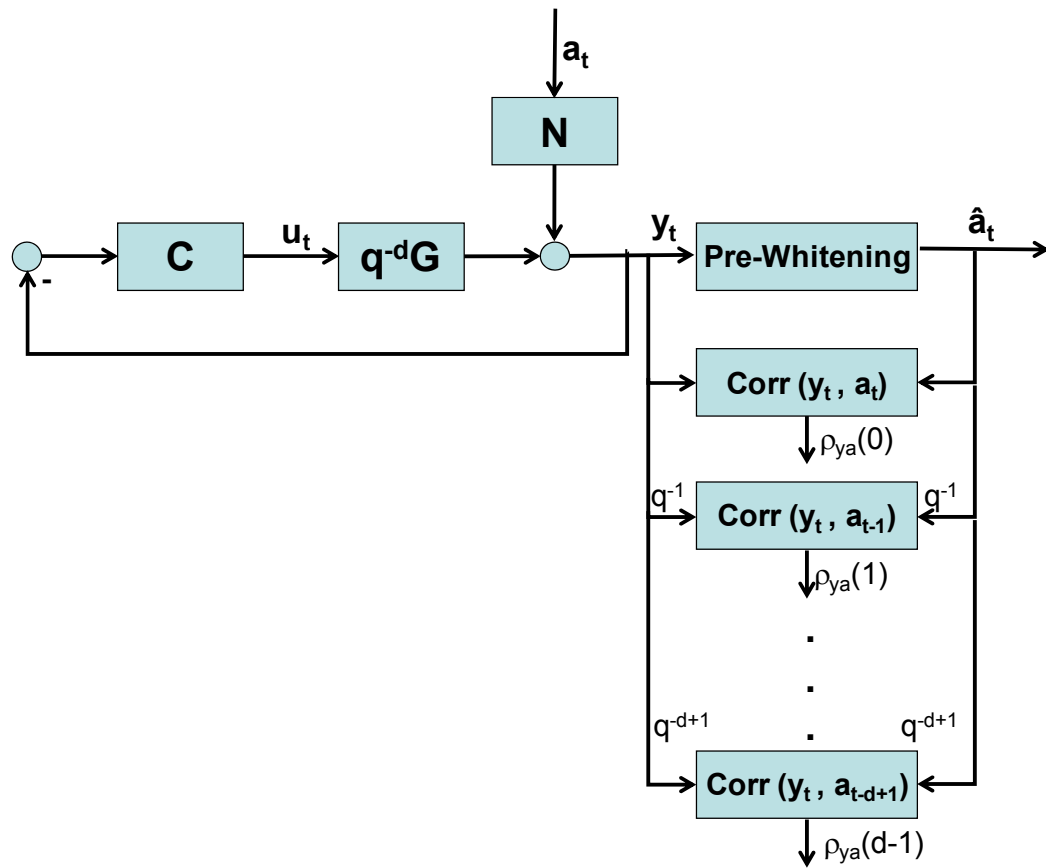 aₜ
N
yₜ
âₜ
uₜ
C
q⁻ᵈG
Pre-Whitening
-
Corr (yₜ , aₜ)
ρya(0)
q⁻¹
q⁻¹
Corr (yₜ , aₜ₋₁)
ρya(1)
.
.
.
q⁻ᵈ⁺¹
q⁻ᵈ⁺¹
Corr (yₜ , a_{t-d+1})
ρya(d-1)